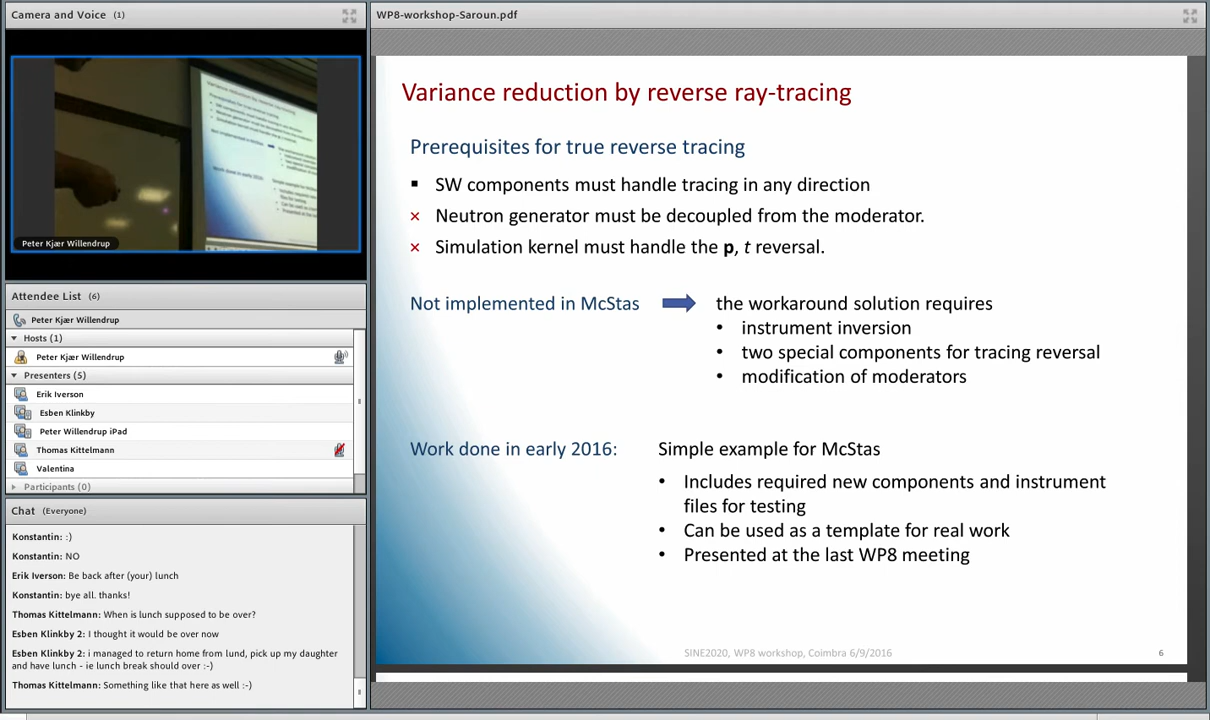 Camera and Voice (1)
Peter Kjær Willendrup
Attendee List (6)
Peter Kjær Willendrup
Hosts (1)
Peter Kjær Willendrup
Presenters (5)
Erik Iverson
Esben Klinkby
Peter Willendrup iPad
Thomas Kittelmann
Valentina
Participants (0)
Chat (Everyone)
Konstantin: :)
Konstantin: NO
Erik Iverson: Be back after (your) lunch
Konstantin: bye all. thanks!
Thomas Kittelmann: When is lunch supposed to be over?
Esben Klinkby 2: I thought it would be over now
Esben Klinkby 2: i managed to return home from lund, pick up my daughter
and have lunch - ie lunch break should over :-)
Thomas Kittelmann: Something like that here as well :-)
WP8-workshop-Saroun.pdf
Variance reduction by reverse ray-tracing
Prerequisites for true reverse tracing
▪ SW components must handle tracing in any direction
× Neutron generator must be decoupled from the moderator.
× Simulation kernel must handle the p, t reversal.
Not implemented in McStas
the workaround solution requires
• instrument inversion
• two special components for tracing reversal
• modification of moderators
Work done in early 2016:
Simple example for McStas
• Includes required new components and instrument
files for testing
• Can be used as a template for real work
• Presented at the last WP8 meeting
SINE2020, WP8 workshop, Coimbra 6/9/2016
6